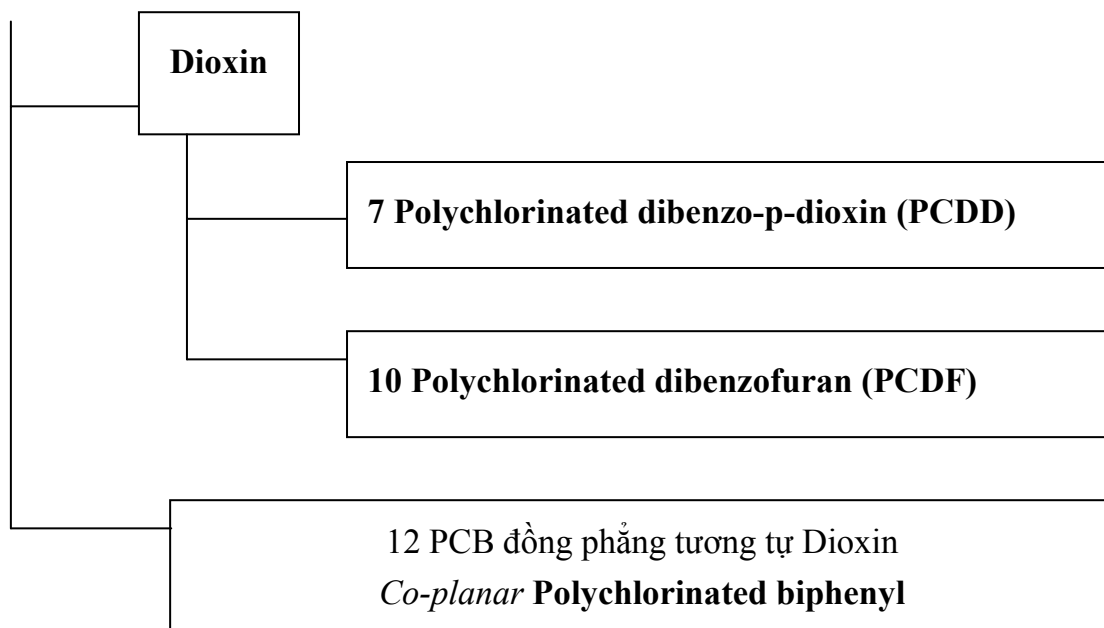 Dioxin
7 Polychlorinated dibenzo-p-dioxin (PCDD)
10 Polychlorinated dibenzofuran (PCDF)
12 PCB đồng phẳng tương tự Dioxin
Co-planar Polychlorinated biphenyl